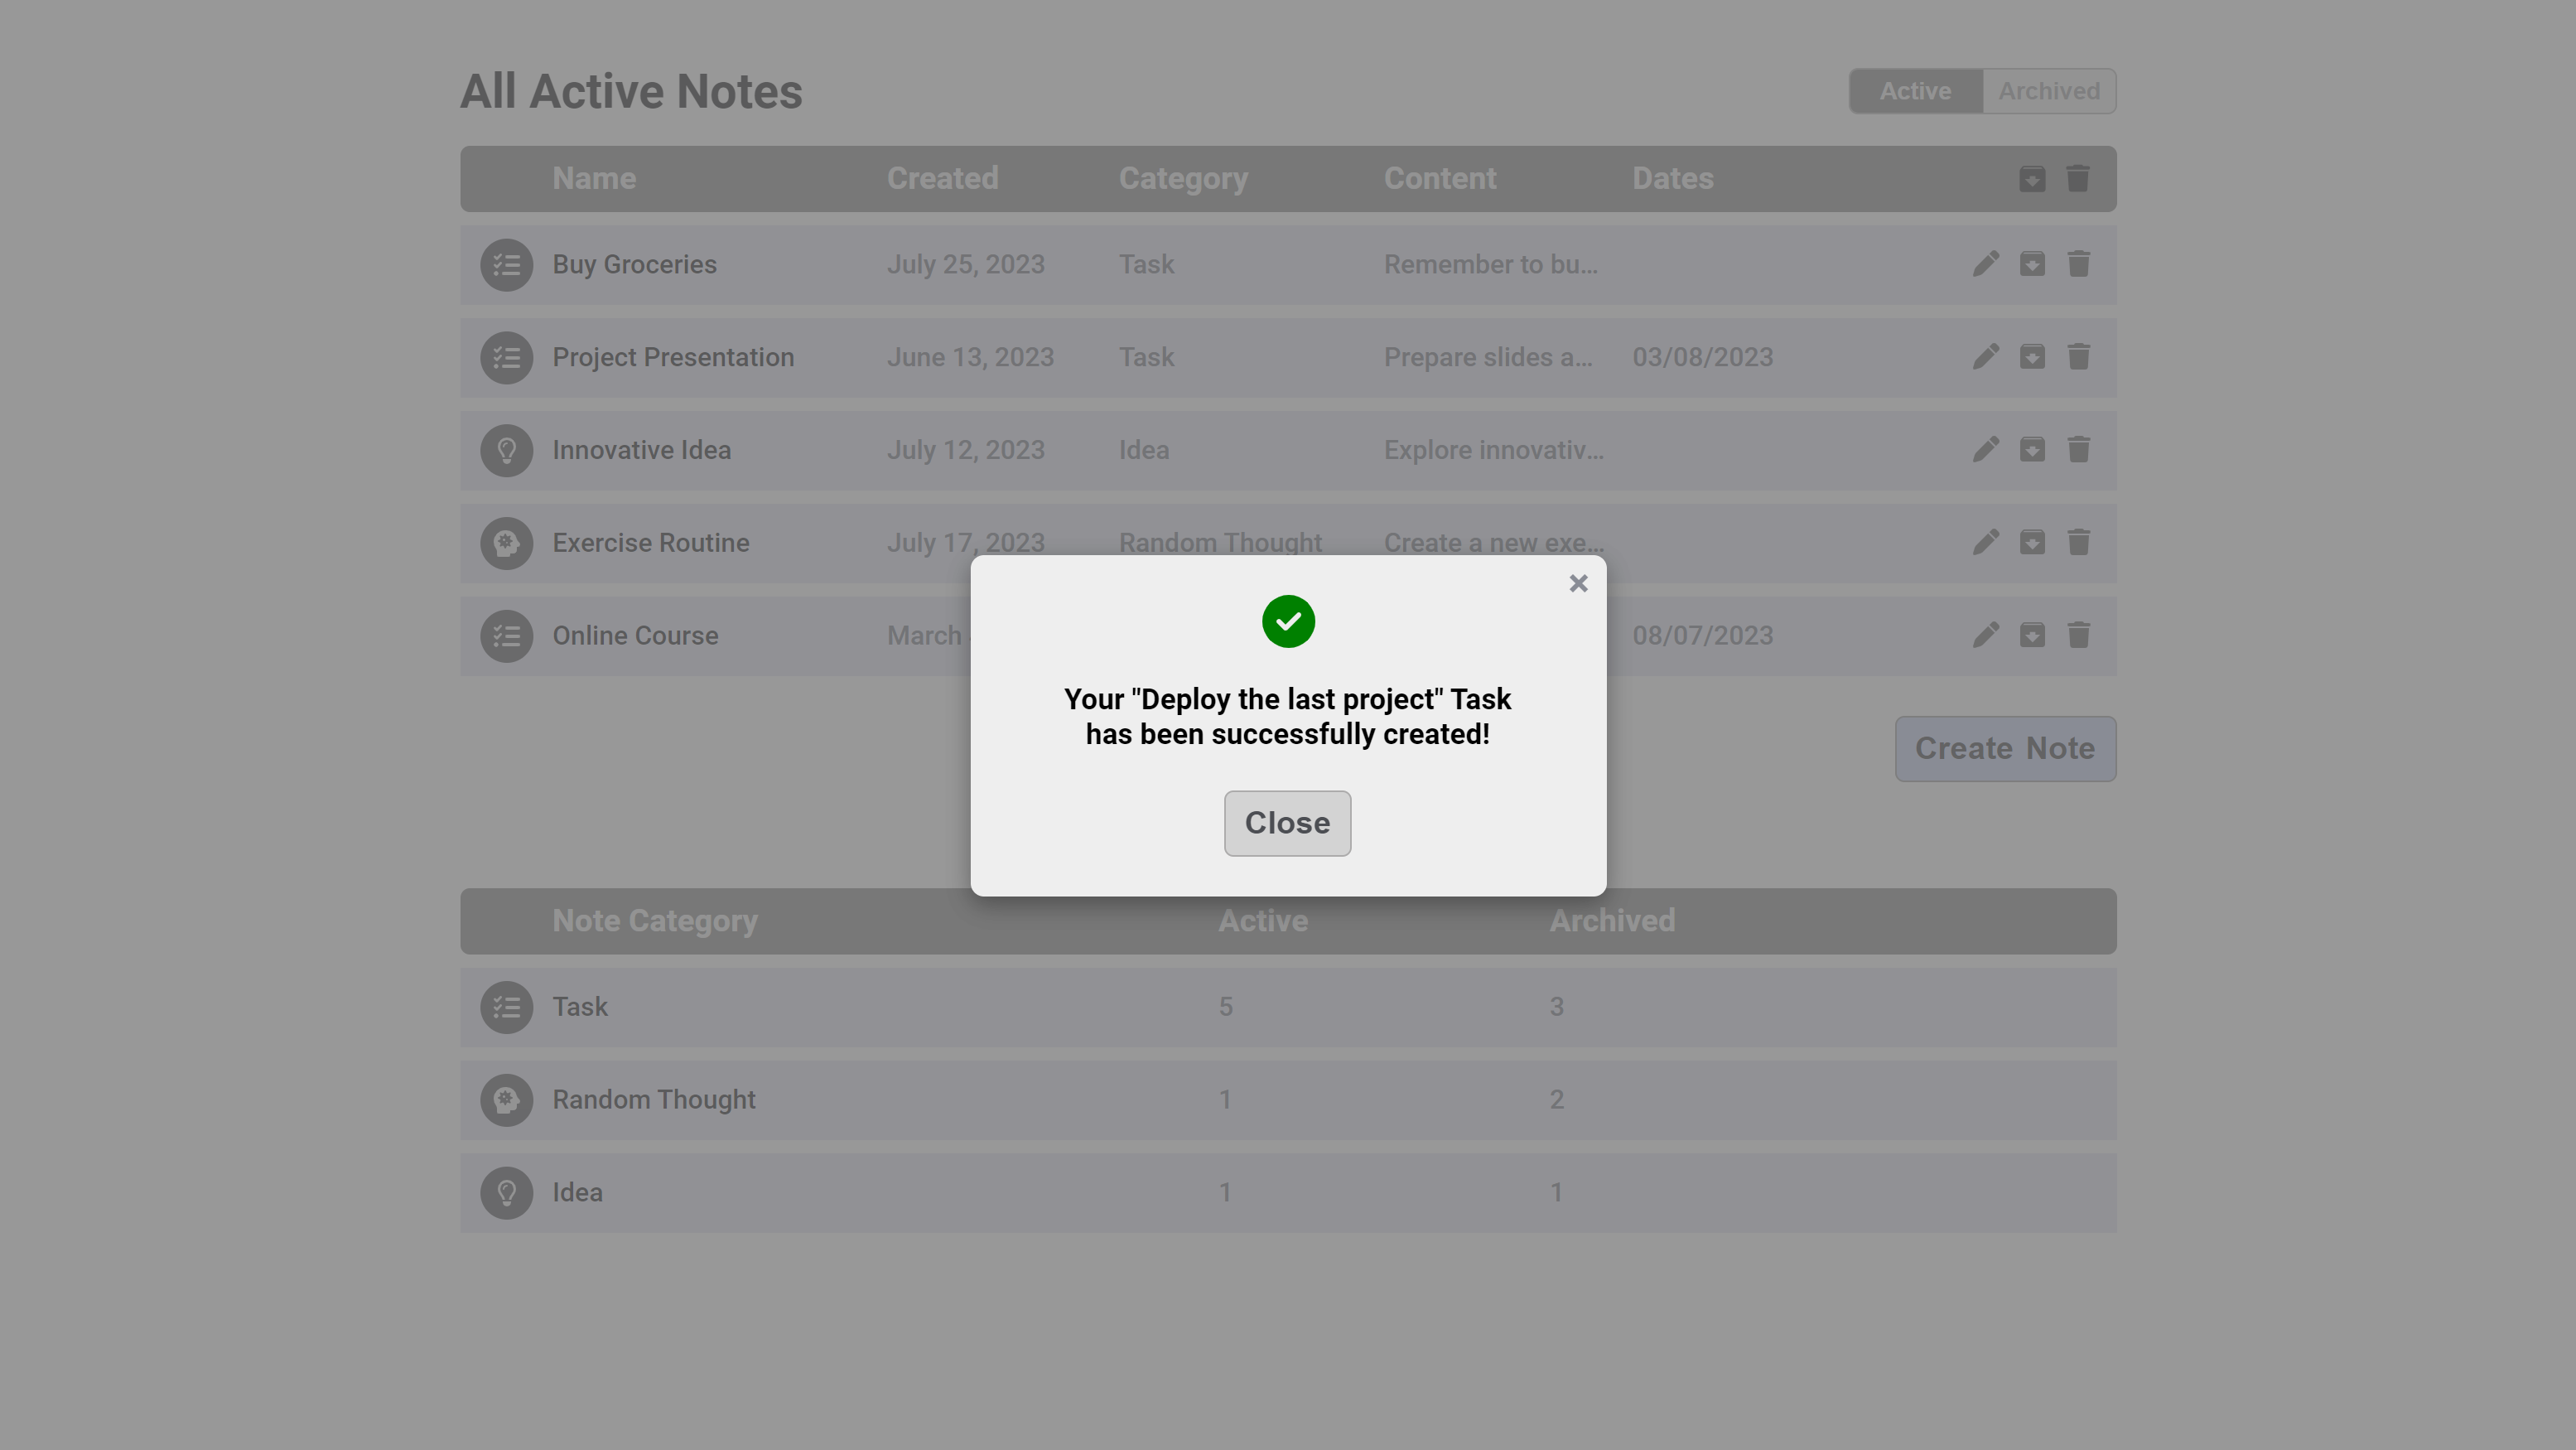 All Active Notes
Active Archived
Name Created Category Content Dates
Buy Groceries July 25, 2023 Task Remember to bu...
Project Presentation June 13, 2023 Task Prepare slides a... 03/08/2023
Innovative Idea July 12, 2023 Idea Explore innovativ...
Exercise Routine July 17, 2023 Random Thought Create a new exe...
Online Course March 08/07/2023
Your "Deploy the last project" Task
has been successfully created!
Close
Create Note
Note Category Active Archived
Task 5 3
Random Thought 1 2
Idea 1 1